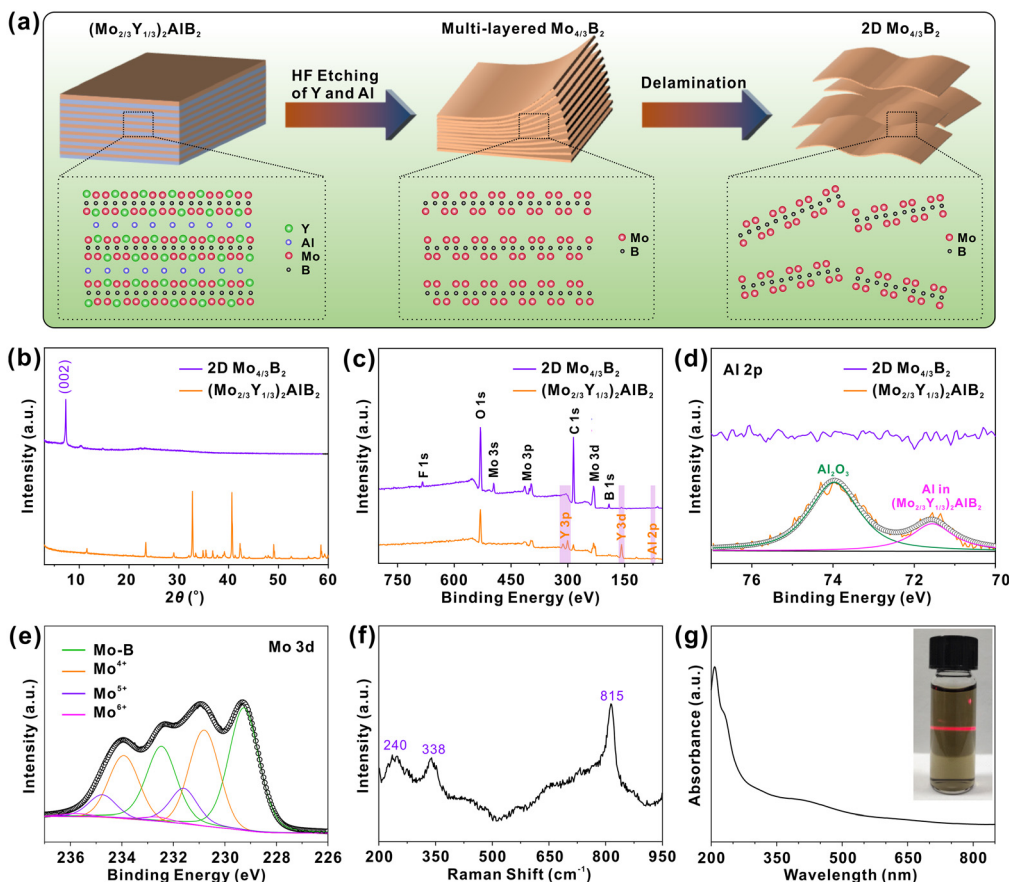 (a)
(Mo2/3Y1/3)2AlB2
Multi-layered Mo4/3B2
2D Mo4/3B2
HF Etching
of Y and Al
Delamination
Y
Al
Mo
B
Mo
B
Mo
B
(b)
(002)
2D Mo4/3B2
(Mo2/3Y1/3)2AlB2
Intensity (a.u.)
10 20 30 40 50 60
2θ (°)
(c)
2D Mo4/3B2
(Mo2/3Y1/3)2AlB2
F 1s
O 1s
Mo 3s
Mo 3p
C 1s
Mo 3d
B 1s
Y 3p
Y 3d
Al 2p
Intensity (a.u.)
750 600 450 300 150
Binding Energy (eV)
(d)
Al 2p
2D Mo4/3B2
(Mo2/3Y1/3)2AlB2
Al2O3
Al in
(Mo2/3Y1/3)2AlB2
Intensity (a.u.)
76 74 72 70
Binding Energy (eV)
(e)
Mo 3d
Mo-B
Mo4+
Mo5+
Mo6+
Intensity (a.u.)
236 234 232 230 228 226
Binding Energy (eV)
(f)
240
338
815
Intensity (a.u.)
200 350 500 650 800 950
Raman Shift (cm-1)
(g)
Absorbance (a.u.)
200 350 500 650 800
Wavelength (nm)